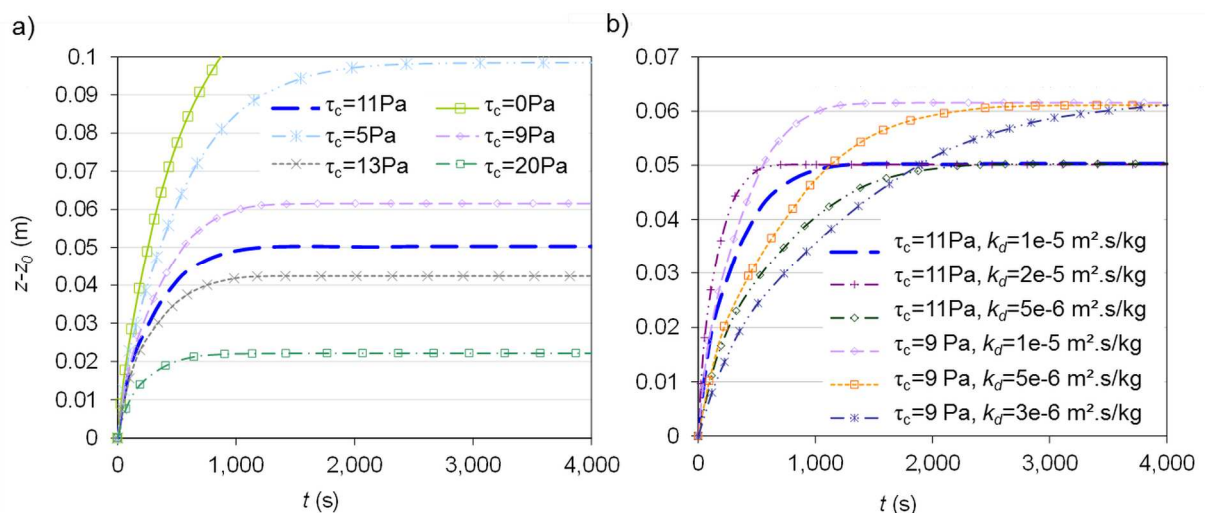 a)
z-z0 (m)
0.1
0.09
0.08
0.07
0.06
0.05
0.04
0.03
0.02
0.01
0
τc=11Pa
τc=0Pa
τc=5Pa
τc=9Pa
τc=13Pa
τc=20Pa
0
1,000
2,000
3,000
4,000
t (s)
b)
0.07
0.06
0.05
0.04
0.03
0.02
0.01
0
τc=11Pa, kd=1e-5 m².s/kg
τc=11Pa, kd=2e-5 m².s/kg
τc=11Pa, kd=5e-6 m².s/kg
τc=9 Pa, kd=1e-5 m².s/kg
τc=9 Pa, kd=5e-6 m².s/kg
τc=9 Pa, kd=3e-6 m².s/kg
0
1,000
2,000
3,000
4,000
t (s)